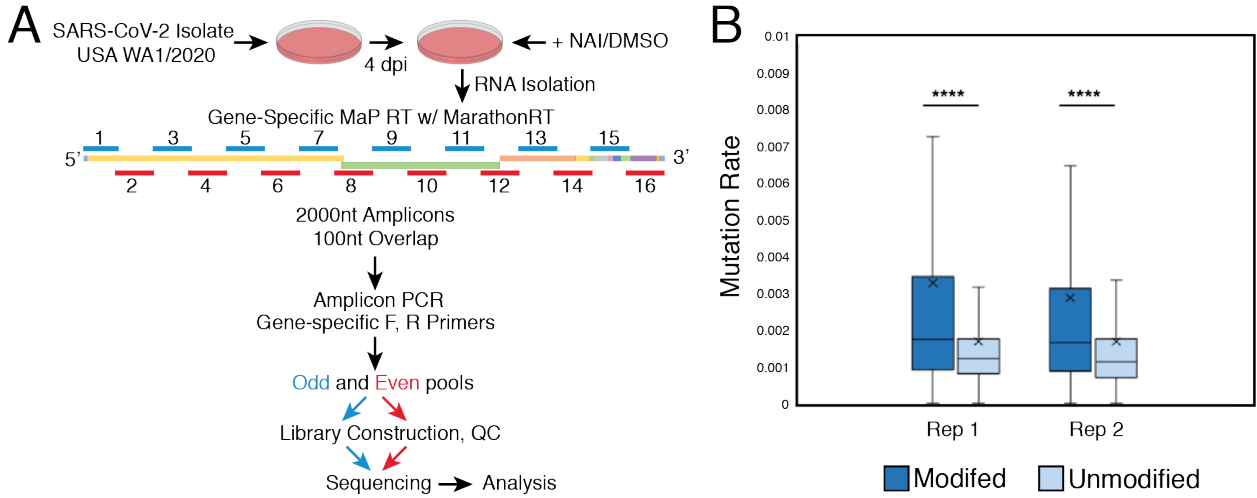 A
SARS-CoV-2 Isolate
USA WA1/2020
4 dpi
+ NAI/DMSO
RNA Isolation
Gene-Specific MaP RT w/ MarathonRT
1 3 5 7 9 11 13 15
5’ 3’
2 4 6 8 10 12 14 16
2000nt Amplicons
100nt Overlap
Amplicon PCR
Gene-specific F, R Primers
Odd and Even pools
Library Construction, QC
Sequencing Analysis
B
Mutation Rate
0.01
0.009
0.008
0.007
0.006
0.005
0.004
0.003
0.002
0.001
0
**** ****
Rep 1 Rep 2
Modifed Unmodified